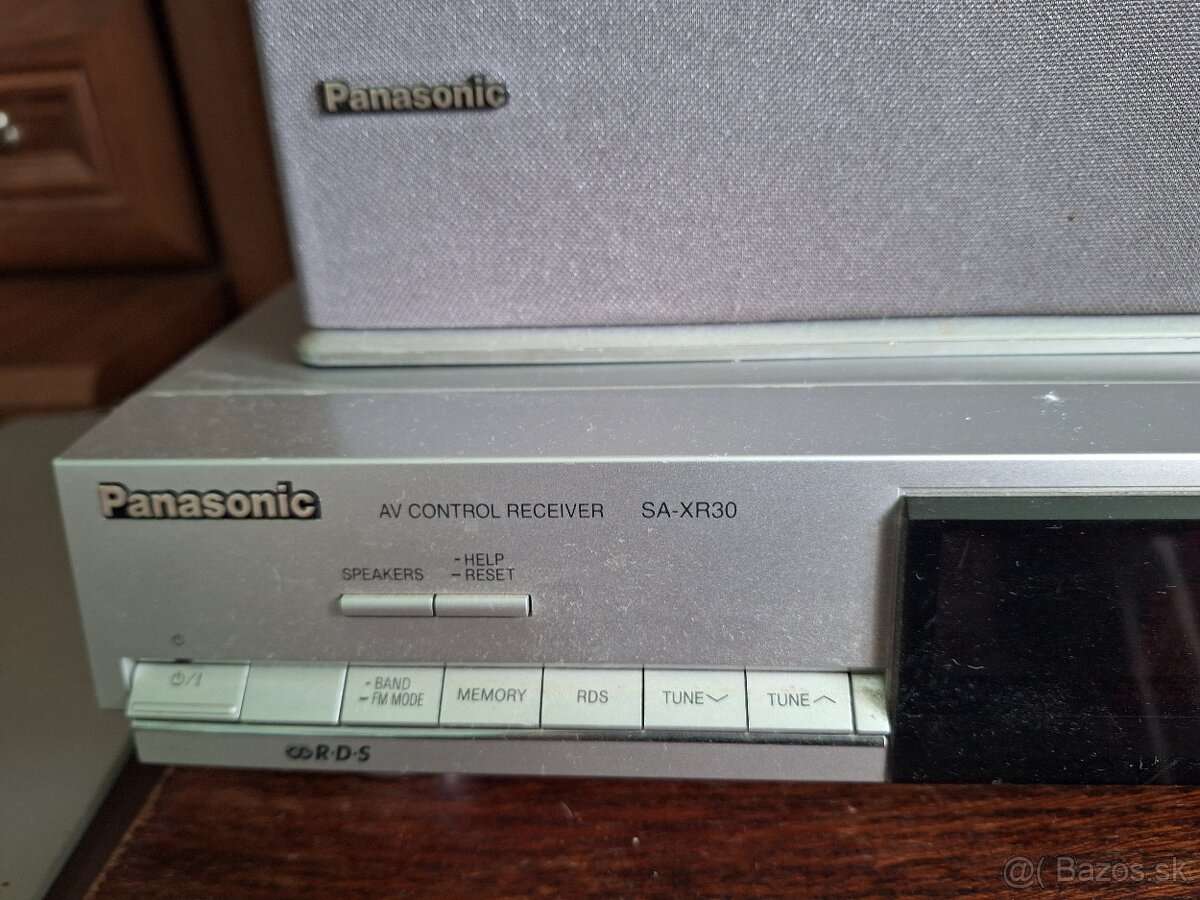 Panasonic
Panasonic AV CONTROL RECEIVER SA-XR30
SPEAKERS
- HELP
– RESET
⏻/I
- BAND
– FM MODE
MEMORY
RDS
TUNE
TUNE
R·D·S
@( Bazos.sk